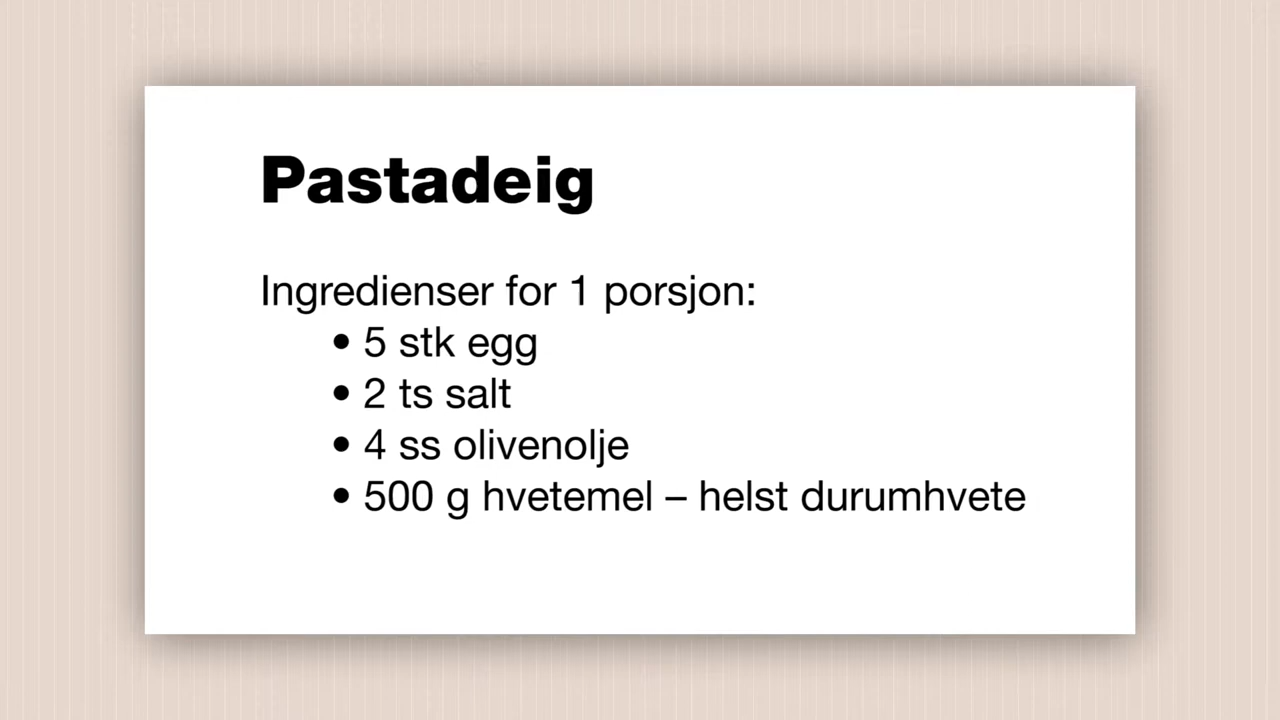 Pastadeig
Ingredienser for 1 porsjon:
• 5 stk egg
• 2 ts salt
• 4 ss olivenolje
• 500 g hvetemel – helst durumhvete